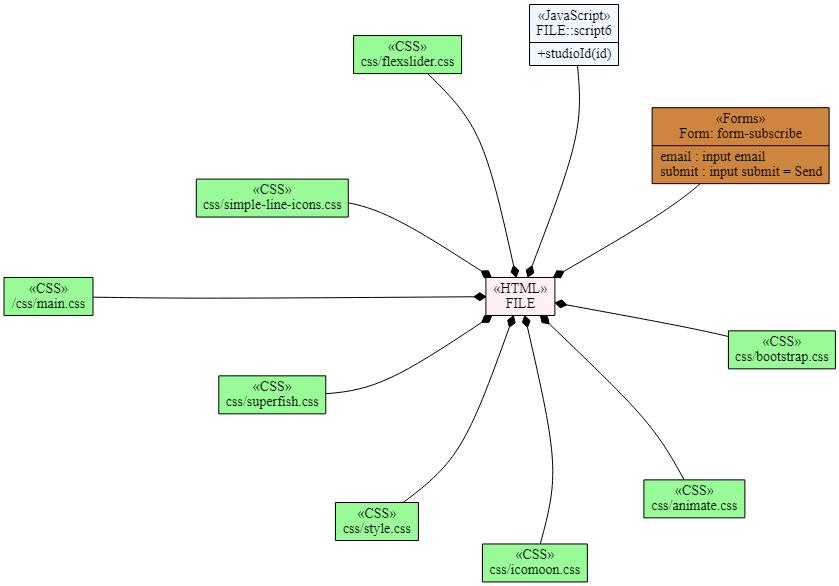 «JavaScript»
FILE::script6
+studioId(id)
«CSS»
css/flexslider.css
«Forms»
Form: form-subscribe
email : input email
submit : input submit = Send
«CSS»
css/simple-line-icons.css
«HTML»
FILE
«CSS»
/css/main.css
«CSS»
css/bootstrap.css
«CSS»
css/superfish.css
«CSS»
css/animate.css
«CSS»
css/style.css
«CSS»
css/icomoon.css